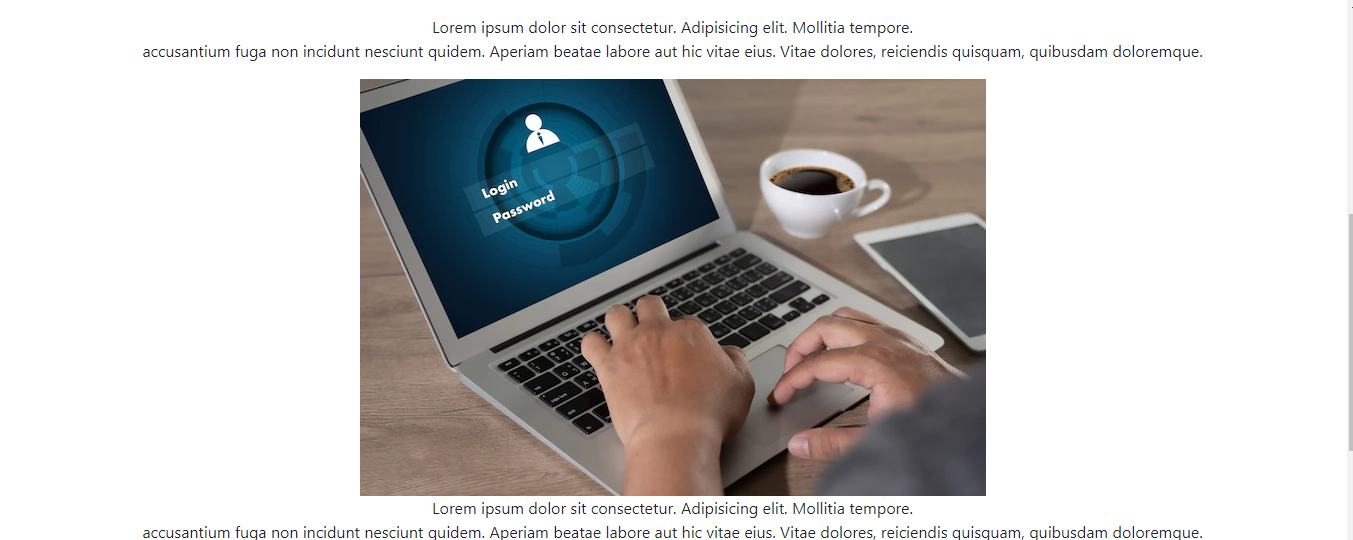 Lorem ipsum dolor sit consectetur. Adipisicing elit. Mollitia tempore.
accusantium fuga non incidunt nesciunt quidem. Aperiam beatae labore aut hic vitae eius. Vitae dolores, reiciendis quisquam, quibusdam doloremque.
Login
Password
Lorem ipsum dolor sit consectetur. Adipisicing elit. Mollitia tempore.
accusantium fuga non incidunt nesciunt quidem. Aperiam beatae labore aut hic vitae eius. Vitae dolores, reiciendis quisquam, quibusdam doloremque.